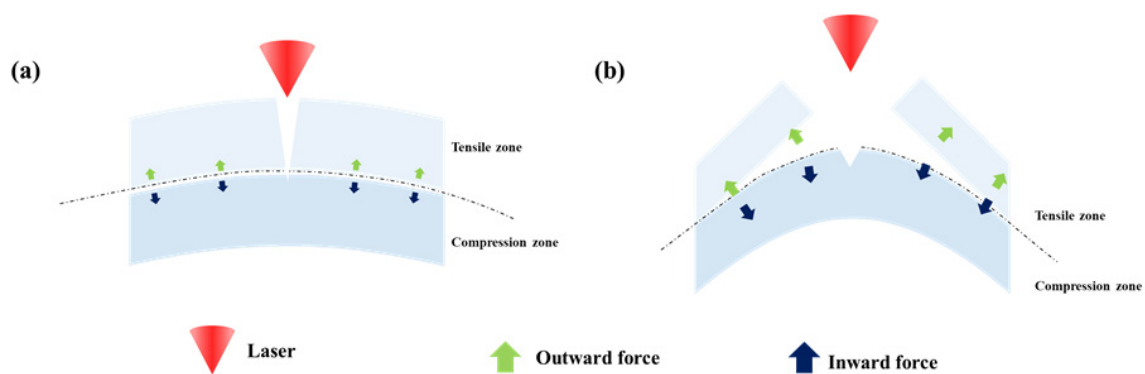 (a)
Tensile zone
Compression zone
(b)
Tensile zone
Compression zone
Laser
Outward force
Inward force